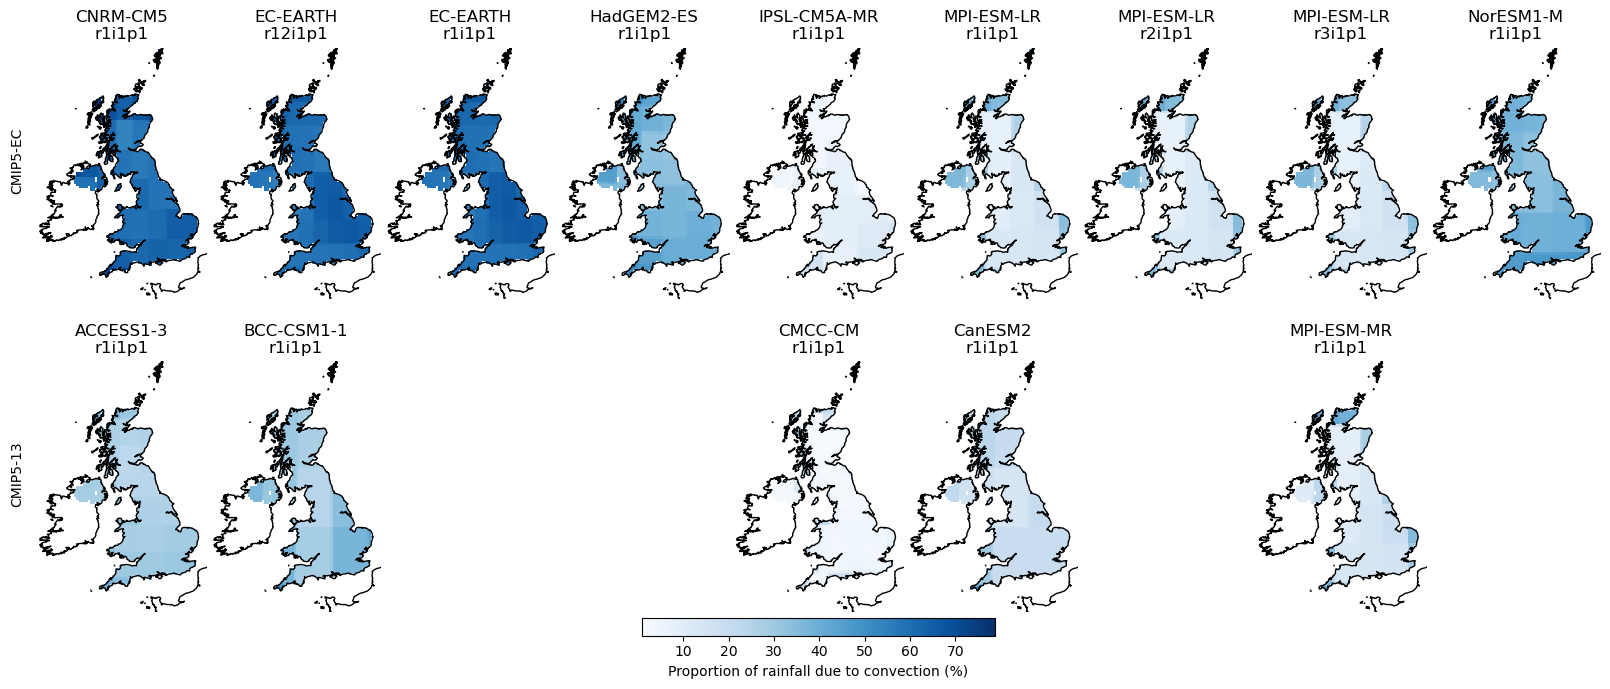 CNRM-CM5
r1i1p1
EC-EARTH
r12i1p1
EC-EARTH
r1i1p1
HadGEM2-ES
r1i1p1
IPSL-CM5A-MR
r1i1p1
MPI-ESM-LR
r1i1p1
MPI-ESM-LR
r2i1p1
MPI-ESM-LR
r3i1p1
NorESM1-M
r1i1p1
CMIP5-EC
ACCESS1-3
r1i1p1
BCC-CSM1-1
r1i1p1
CMCC-CM
r1i1p1
CanESM2
r1i1p1
MPI-ESM-MR
r1i1p1
CMIP5-13
10 20 30 40 50 60 70
Proportion of rainfall due to convection (%)